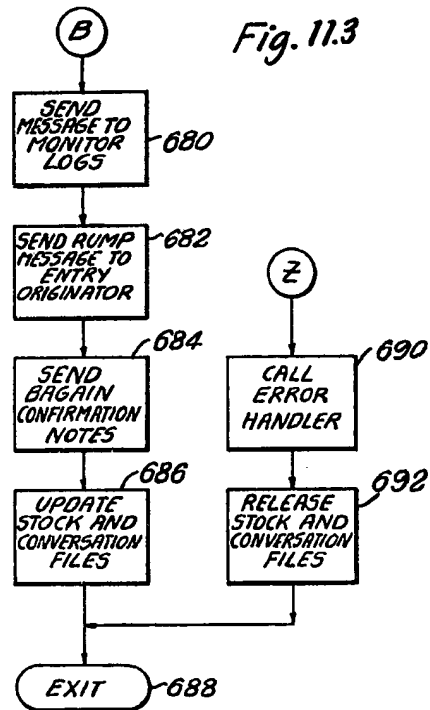 B
Fig. 11.3
SEND
MESSAGE TO
MONITOR
LOGS
680
SEND RUMP
MESSAGE TO
ENTRY
ORIGINATOR
682
SEND
BAGAIN
CONFIRMATION
NOTES
684
UPDATE
STOCK AND
CONVERSATION
FILES
686
Z
CALL
ERROR
HANDLER
690
RELEASE
STOCK AND
CONVERSATION
FILES
692
EXIT
688